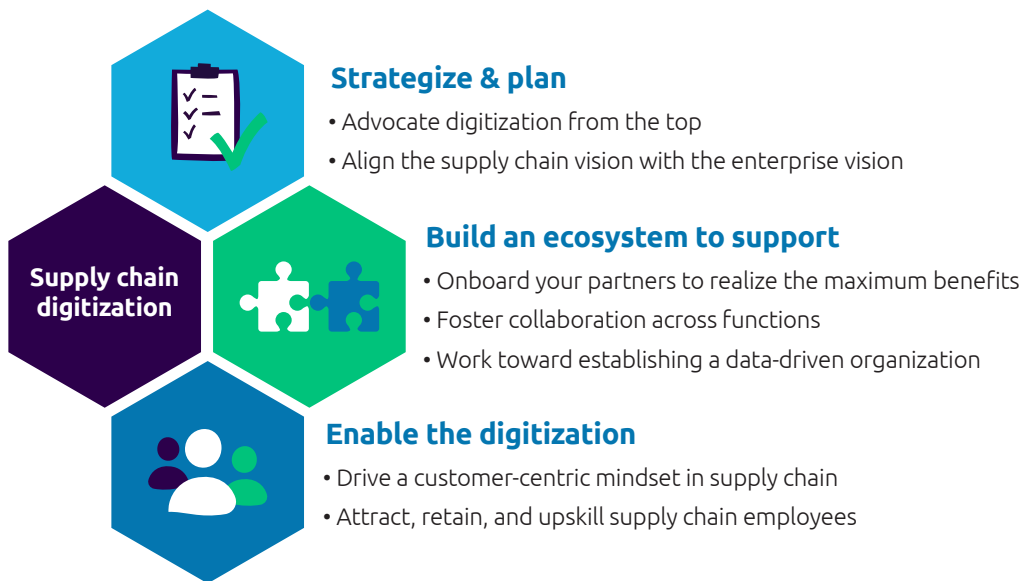 Strategize & plan
• Advocate digitization from the top
• Align the supply chain vision with the enterprise vision
Supply chain
digitization
Build an ecosystem to support
• Onboard your partners to realize the maximum benefits
• Foster collaboration across functions
• Work toward establishing a data-driven organization
Enable the digitization
• Drive a customer-centric mindset in supply chain
• Attract, retain, and upskill supply chain employees